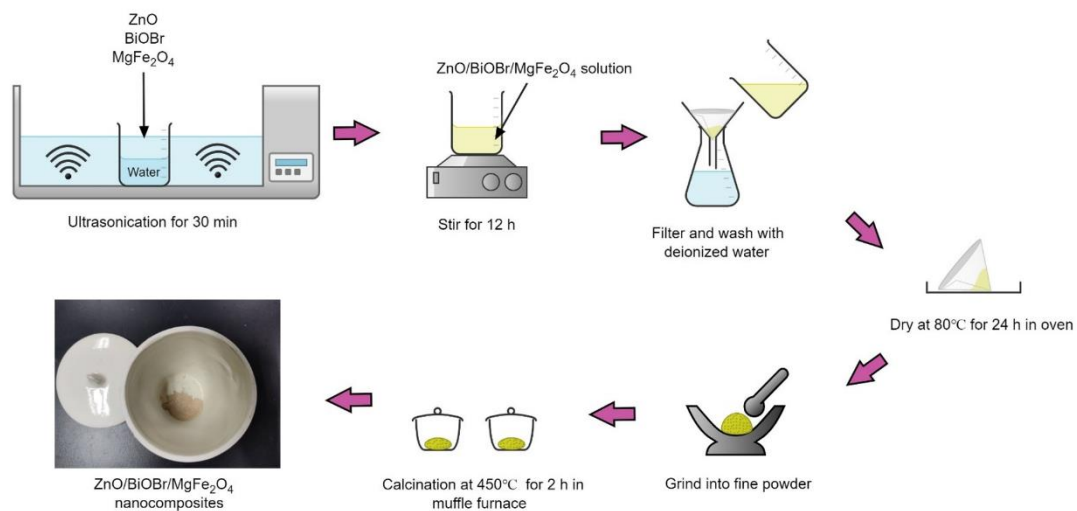 ZnO
BiOBr
MgFe₂O₄
Water
Ultrasonication for 30 min
ZnO/BiOBr/MgFe₂O₄ solution
Stir for 12 h
Filter and wash with
deionized water
Dry at 80℃ for 24 h in oven
Grind into fine powder
Calcination at 450℃ for 2 h in
muffle furnace
ZnO/BiOBr/MgFe₂O₄
nanocomposites